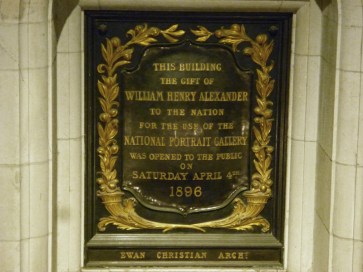 THIS BUILDING
THE GIFT OF
WILLIAM HENRY ALEXANDER
TO THE NATION
FOR THE USE OF THE
NATIONAL PORTRAIT GALLERY
WAS OPENED TO THE PUBLIC
ON
SATURDAY APRIL 4TH
1896
EWAN CHRISTIAN ARCHT